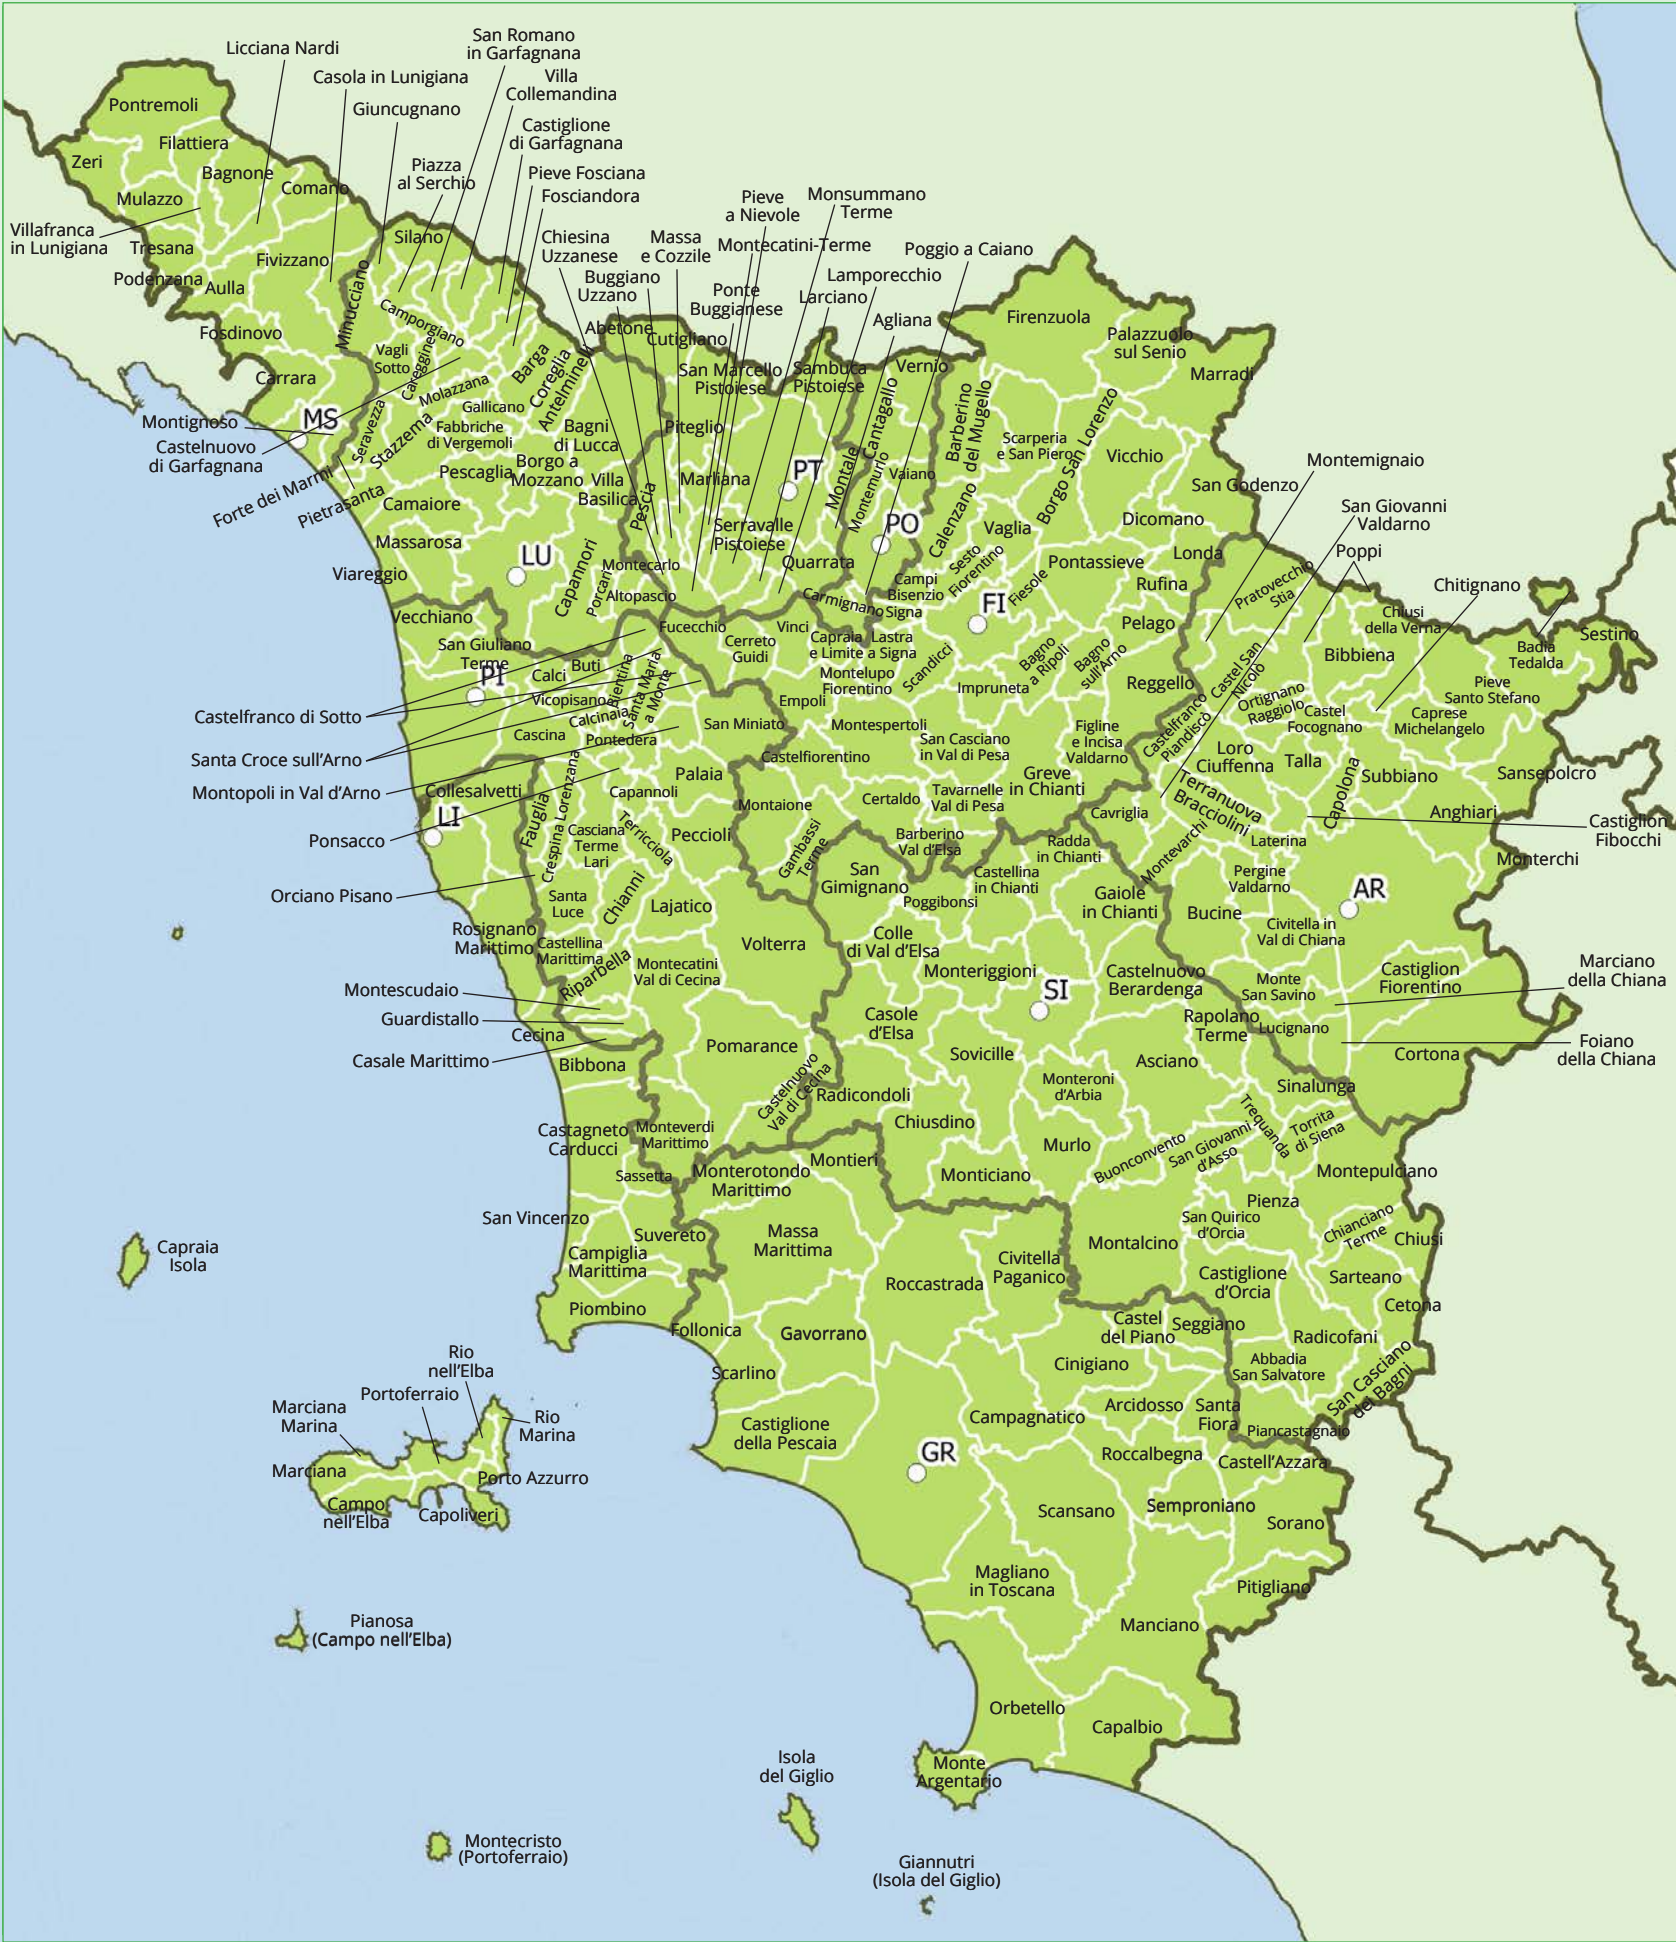 San Romano
in Garfagnana
Licciana Nardi
Casola in Lunigiana
Villa
Collemandina
Giuncugnano
Pontremoli
Castiglione
di Garfagnana
Filattiera
Zeri
Bagnone
Piazza
al Serchio
Pieve Fosciana
Comano
Fosciandora
Mulazzo
Pieve
a Nievole
Monsummano
Terme
Villafranca
in Lunigiana
Silano
Chiesina
Uzzanese
Massa
e Cozzile
Montecatini-Terme
Poggio a Caiano
Tresana
Fivizzano
Podenzana
Aulla
Minucciano
Buggiano
Uzzano
Ponte
Buggianese
Lamporecchio
Larciano
Agliana
Firenzuola
Fosdinovo
Camporgiano
Abetone
Cutigliano
Palazzuolo
sul Senio
Vagli
Sotto
Careggine
Barga
Coreglia
Antelminelli
San Marcello
Pistoiese
Sambuca
Pistoiese
Vernio
Marradi
Carrara
Molazzana
Gallicano
Cantagallo
Barberino
del Mugello
Montignoso
MS
Seravezza
Stazzema
Fabbriche
di Vergemoli
Bagni
di Lucca
Piteglio
Scarperia
e San Piero
Borgo San Lorenzo
Vicchio
Castelnuovo
di Garfagnana
Montemignaio
Pescaglia
Borgo a
Mozzano
Villa
Basilica
Marliana
PT
Montale
Montemurlo
Vaiano
San Godenzo
Forte dei Marmi
Pietrasanta
Camaiore
Pescia
San Giovanni
Valdarno
Serravalle
Pistoiese
PO
Calenzano
Vaglia
Dicomano
Massarosa
LU
Capannori
Porcari
Montecarlo
Quarrata
Sesto
Fiorentino
Pontassieve
Londa
Poppi
Viareggio
Altopascio
Carmignano
Campi
Bisenzio
Signa
Fiesole
Rufina
Pratovecchio
Stia
Chitignano
FI
Vecchiano
Fucecchio
Vinci
Cerreto
Guidi
Capraia
e Limite
Lastra
a Signa
Pelago
Chiusi
della Verna
Badia
Tedalda
Sestino
San Giuliano
Terme
PI
Calci
Buti
Bientina
Santa Maria
a Monte
Scandicci
Bagno
a Ripoli
Bagno
sull'Arno
Castel San
Nicolò
Bibbiena
Vicopisano
Calcinaia
Montelupo
Fiorentino
Impruneta
Reggello
Ortignano
Raggiolo
Pieve
Santo Stefano
Castelfranco di Sotto
Empoli
Castelfranco
Piandiscò
Castel
Focognano
Caprese
Michelangelo
Cascina
Pontedera
San Miniato
Montespertoli
San Casciano
in Val di Pesa
Figline
e Incisa
Valdarno
Loro
Ciuffenna
Talla
Santa Croce sull'Arno
Castelfiorentino
Subbiano
Sansepolcro
Collesalvetti
Palaia
Greve
in Chianti
Montopoli in Val d'Arno
Capannoli
Montaione
Certaldo
Tavarnelle
Val di Pesa
Terranuova
Bracciolini
Capolona
Anghiari
LI
Fauglia
Crespina Lorenzana
Cavriglia
Castiglion
Fibocchi
Ponsacco
Casciana
Terme
Lari
Terricciola
Peccioli
Gambassi
Terme
Barberino
Val d'Elsa
Radda
in Chianti
Montevarchi
Laterina
Monterchi
San
Gimignano
Castellina
in Chianti
Pergine
Valdarno
AR
Orciano Pisano
Santa
Luce
Chianni
Lajatico
Poggibonsi
Gaiole
in Chianti
Bucine
Rosignano
Marittimo
Castellina
Marittima
Volterra
Colle
di Val d'Elsa
Civitella in
Val di Chiana
Riparbella
Montecatini
Val di Cecina
Monteriggioni
Castelnuovo
Berardenga
Monte
San Savino
Castiglion
Fiorentino
Marciano
della Chiana
Montescudaio
SI
Guardistallo
Casole
d'Elsa
Rapolano
Terme
Lucignano
Cecina
Foiano
della Chiana
Casale Marittimo
Bibbona
Pomarance
Sovicille
Asciano
Cortona
Castelnuovo
Val di Cecina
Radicondoli
Monteroni
d'Arbia
Sinalunga
Castagneto
Carducci
Monteverdi
Marittimo
Chiusdino
Murlo
Trequanda
Torrita
di Siena
Buonconvento
San Giovanni
d'Asso
Sassetta
Monterotondo
Marittimo
Montieri
Monticiano
Montepulciano
San Vincenzo
Pienza
San Quirico
d'Orcia
Chianciano
Terme
Chiusi
Suvereto
Massa
Marittima
Montalcino
Capraia
Isola
Campiglia
Marittima
Civitella
Paganico
Roccastrada
Castiglione
d'Orcia
Sarteano
Piombino
Cetona
Follonica
Gavorrano
Castel
del Piano
Seggiano
Radicofani
Rio
nell'Elba
Scarlino
Cinigiano
Abbadia
San Salvatore
San Casciano
dei Bagni
Portoferraio
Marciana
Marina
Rio
Marina
Castiglione
della Pescaia
Campagnatico
Arcidosso
Santa
Fiora
Piancastagnaio
GR
Roccalbegna
Castell'Azzara
Marciana
Porto Azzurro
Campo
nell'Elba
Capoliveri
Scansano
Semproniano
Sorano
Magliano
in Toscana
Pitigliano
Pianosa
(Campo nell'Elba)
Manciano
Orbetello
Capalbio
Isola
del Giglio
Monte
Argentario
Montecristo
(Portoferraio)
Giannutri
(Isola del Giglio)